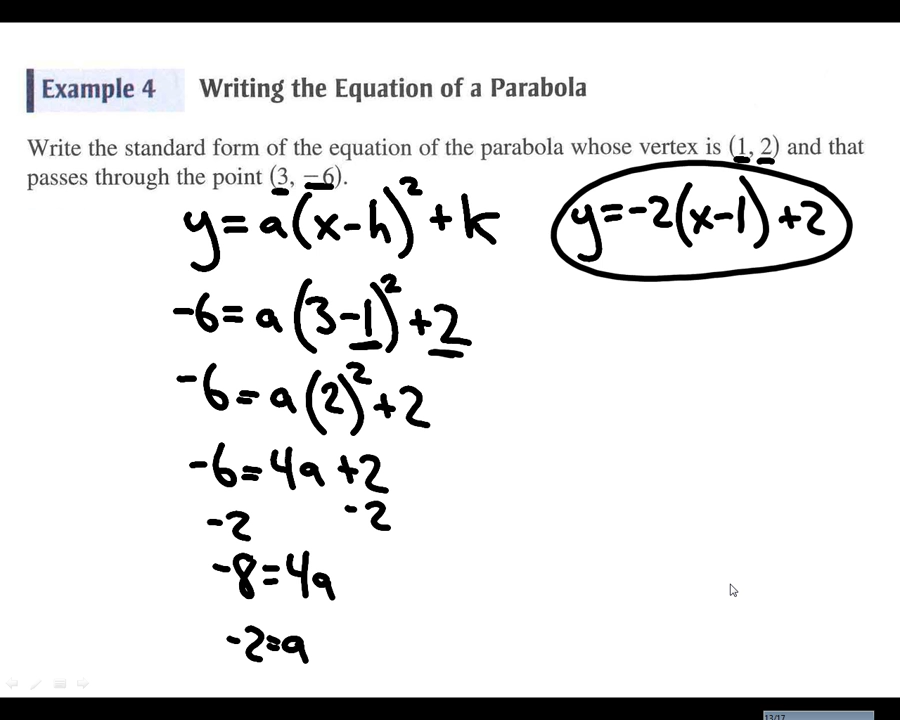 Example 4 Writing the Equation of a Parabola
Write the standard form of the equation of the parabola whose vertex is (1, 2) and that
passes through the point (3, −6).
y=a(x-h)²+k
y=-2(x-1)+2
-6=a(3-1)²+2
-6=a(2)²+2
-6=4a+2
-2 -2
-8=4a
-2=a
13/17